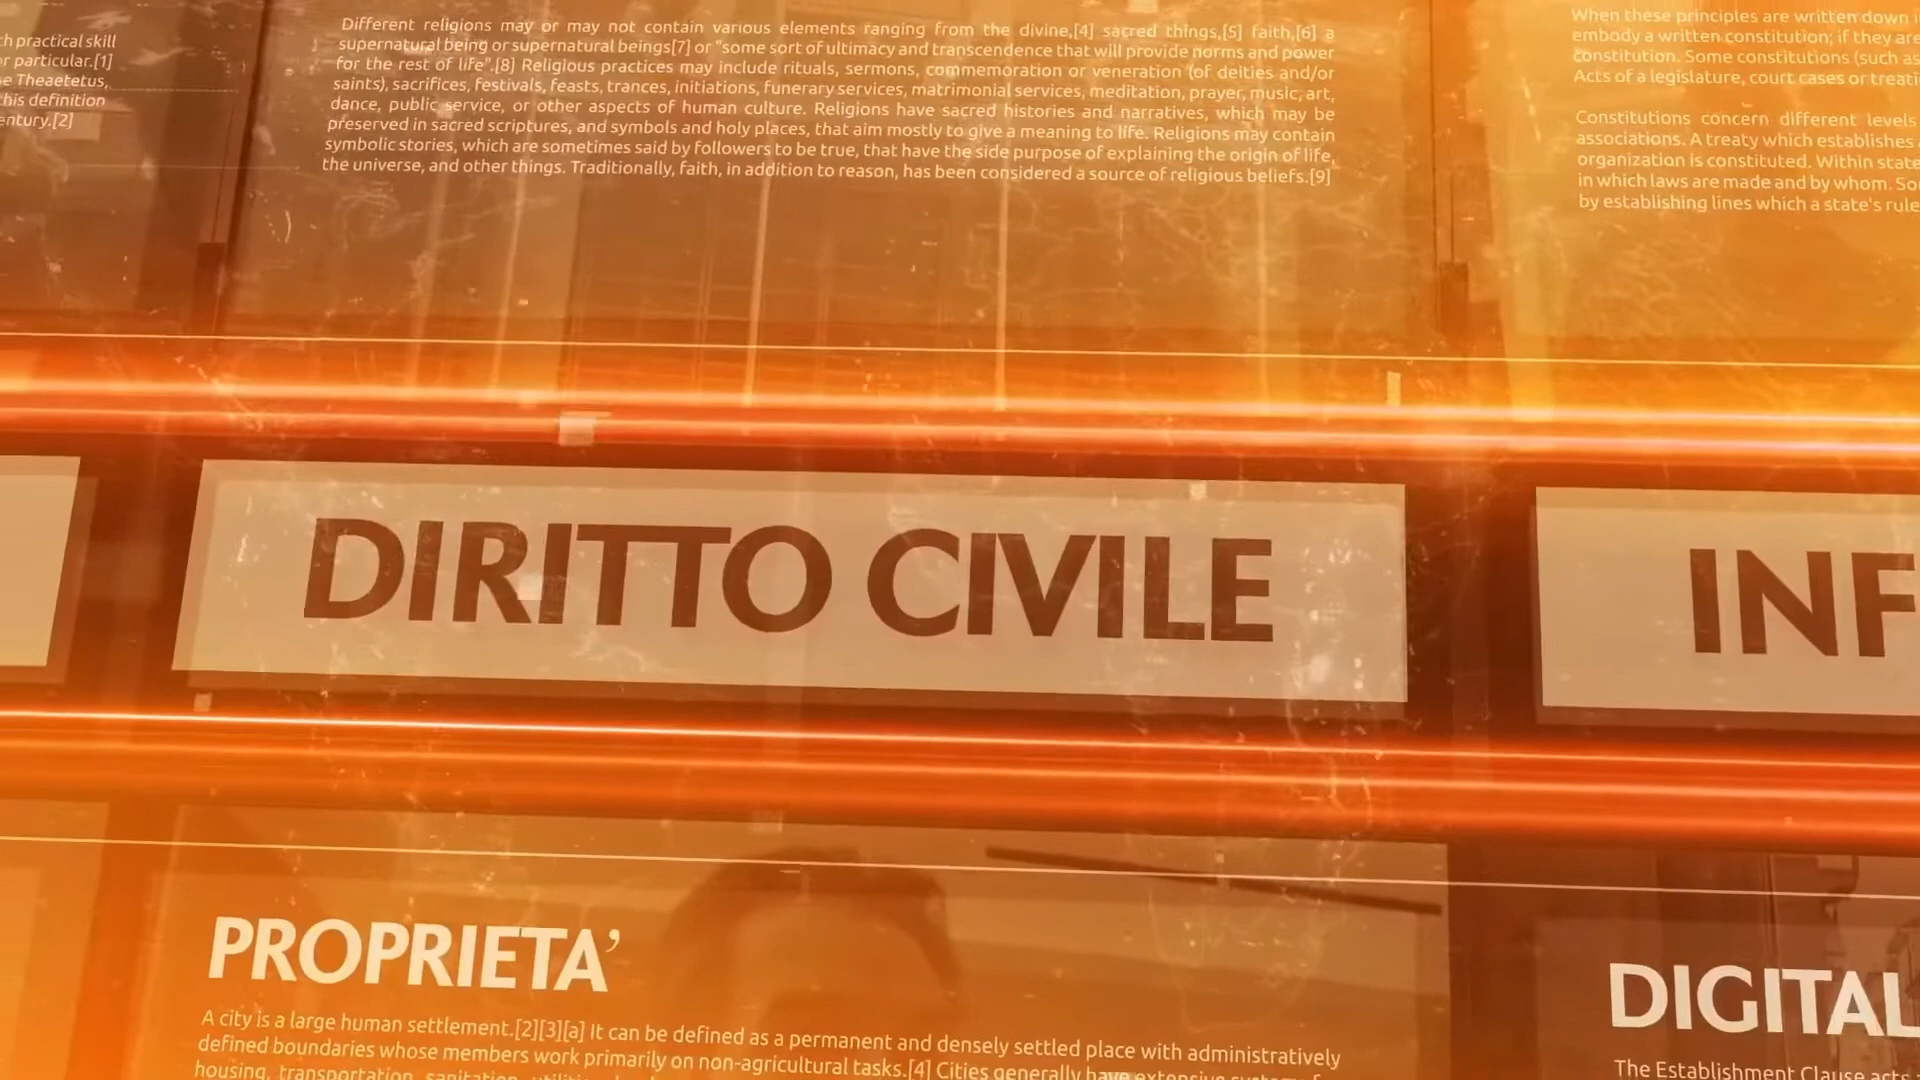 ch practical skill
or particular.[1]
e Theaetetus,
his definition
entury.[2]
Different religions may or may not contain various elements ranging from the divine,[4] sacred things,[5] faith,[6] a
supernatural being or supernatural beings[7] or "some sort of ultimacy and transcendence that will provide norms and power
for the rest of life".[8] Religious practices may include rituals, sermons, commemoration or veneration (of deities and/or
saints), sacrifices, festivals, feasts, trances, initiations, funerary services, matrimonial services, meditation, prayer, music, art,
dance, public service, or other aspects of human culture. Religions have sacred histories and narratives, which may be
preserved in sacred scriptures, and symbols and holy places, that aim mostly to give a meaning to life. Religions may contain
symbolic stories, which are sometimes said by followers to be true, that have the side purpose of explaining the origin of life,
the universe, and other things. Traditionally, faith, in addition to reason, has been considered a source of religious beliefs.[9]
When these principles are written down i
embody a written constitution; if they are
constitution. Some constitutions (such as
Acts of a legislature, court cases or treati
Constitutions concern different levels
associations. A treaty which establishes
organization is constituted. Within state
in which laws are made and by whom. So
by establishing lines which a state's rule
DIRITTO CIVILE
INF
PROPRIETA'
A city is a large human settlement.[2][3][a] It can be defined as a permanent and densely settled place with administratively
defined boundaries whose members work primarily on non-agricultural tasks.[4] Cities generally have extensive
housing, transportation, sanitation,
DIGITAL
The Establishment Clause acts